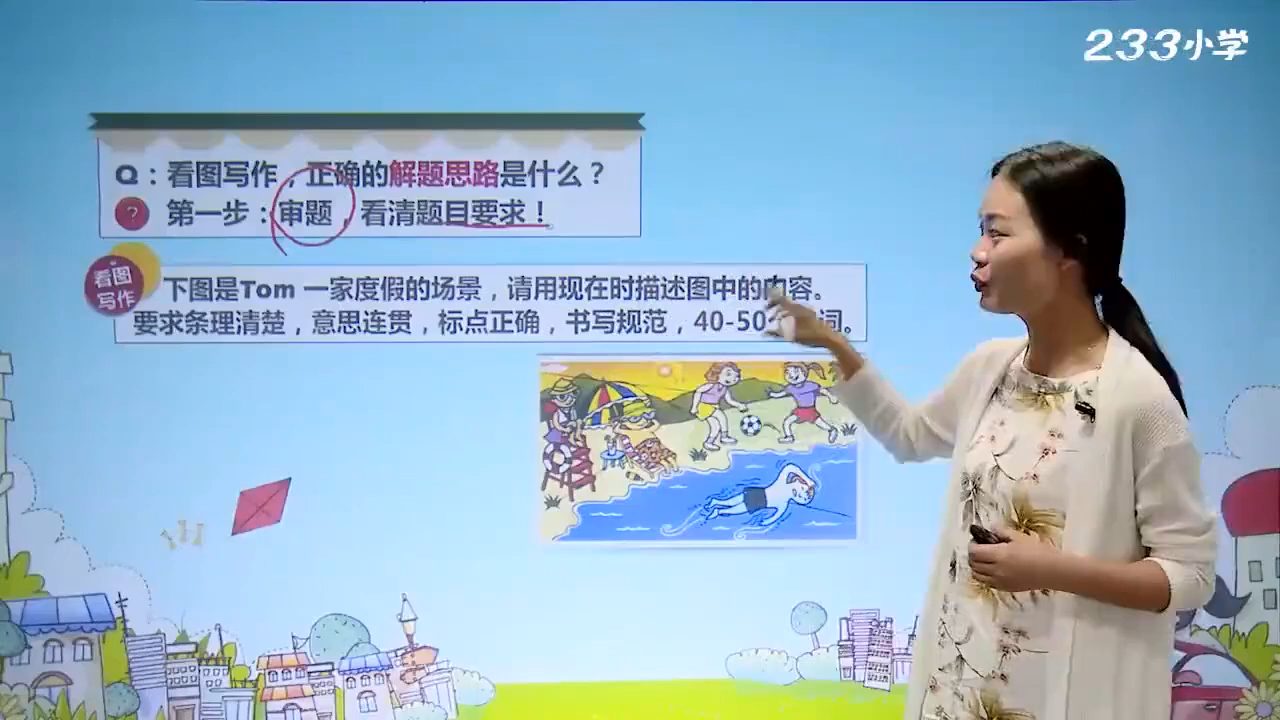 233小学
Q：看图写作，正确的解题思路是什么？
? 第一步：审题，看清题目要求！
看图
写作
下图是Tom 一家度假的场景，请用现在时描述图中的内容。
要求条理清楚，意思连贯，标点正确，书写规范，40-50 词。